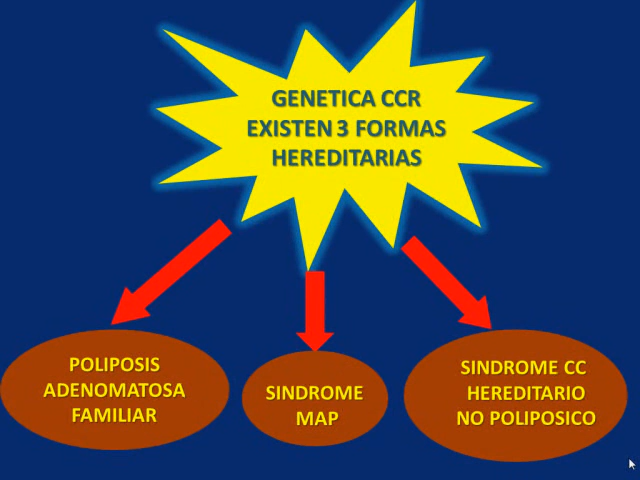 GENETICA CCR
EXISTEN 3 FORMAS
HEREDITARIAS
POLIPOSIS
ADENOMATOSA
FAMILIAR
SINDROME
MAP
SINDROME CC
HEREDITARIO
NO POLIPOSICO